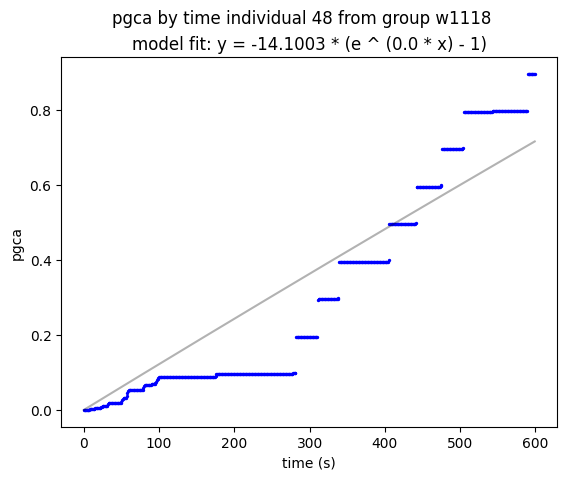 pgca by time individual 48 from group w1118
model fit: y = -14.1003 * (e ^ (0.0 * x) - 1)
0.8
0.6
0.4
0.2
0.0
pgca
0 100 200 300 400 500 600
time (s)